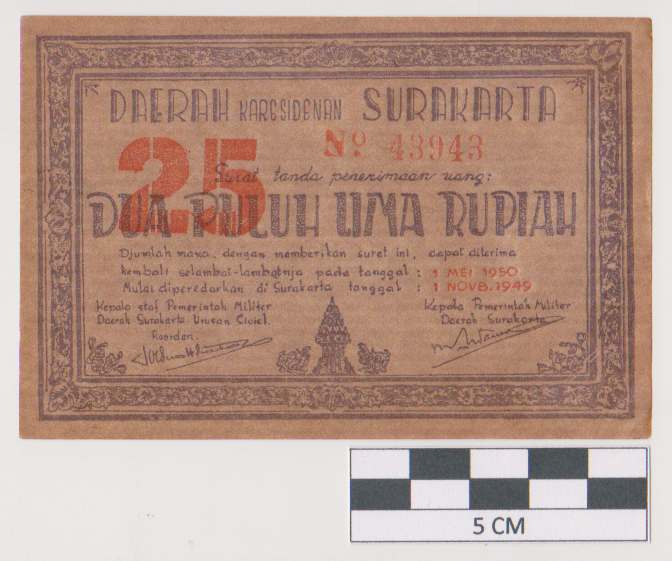 DAERAH KARESIDENAN SURAKARTA
25
Nº 43943
Surat tanda penerimaan uang:
DUA PULUH LIMA RUPIAH
Djumlah mana, dengan memberikan surat ini, dapat diterima
kembali selambat-lambatnja pada tanggal : 1 MEI 1950
Mulai diperedarkan di Surakarta tanggal : 1 NOVB. 1949
Kepala staf Pemerintah Militer
Daerah Surakarta Urusan Civiel.
Residen.
Kepala Pemerintah Militer
Daerah Surakarta
5 CM